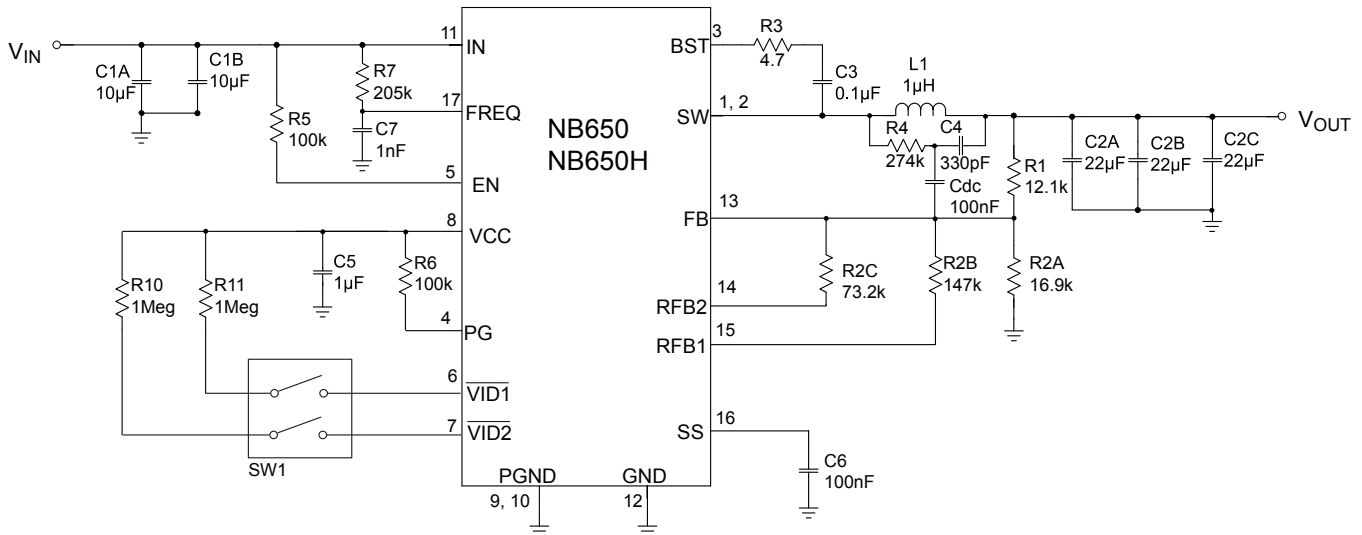 V_IN
C1A
10µF
C1B
10µF
R5
100k
R7
205k
C7
1nF
11
IN
17
FREQ
5
EN
8
VCC
4
PG
6
VID1
7
VID2
R10
1Meg
R11
1Meg
C5
1µF
R6
100k
SW1
NB650
NB650H
PGND
9, 10
GND
12
3
BST
1, 2
SW
13
FB
14
RFB2
15
RFB1
16
SS
R3
4.7
C3
0.1µF
L1
1µH
R4
274k
C4
330pF
Cdc
100nF
R1
12.1k
R2C
73.2k
R2B
147k
R2A
16.9k
C6
100nF
C2A
22µF
C2B
22µF
C2C
22µF
V_OUT